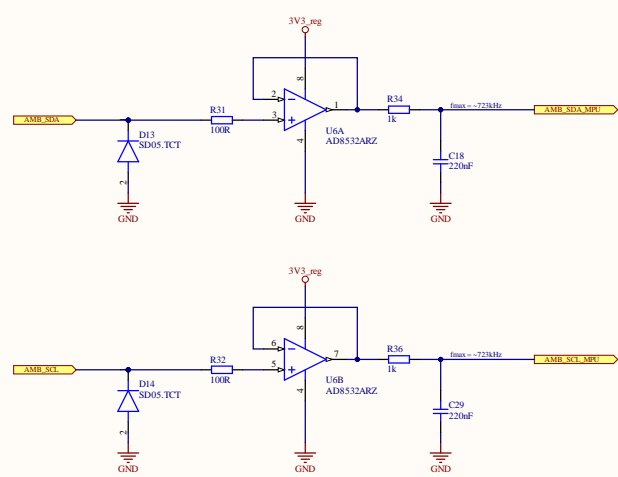 3V3_reg
8
2
1
R34
fmax = ~723kHz
AMB_SDA_MPU
R31
AMB_SDA
3
1k
100R
U6A
AD8532ARZ
D13
SD05.TCT
4
C18
220nF
2
GND
GND
GND
3V3_reg
8
6
7
R36
fmax = ~723kHz
AMB_SCL_MPU
R32
AMB_SCL
5
1k
100R
U6B
AD8532ARZ
D14
SD05.TCT
4
C29
220nF
2
GND
GND
GND